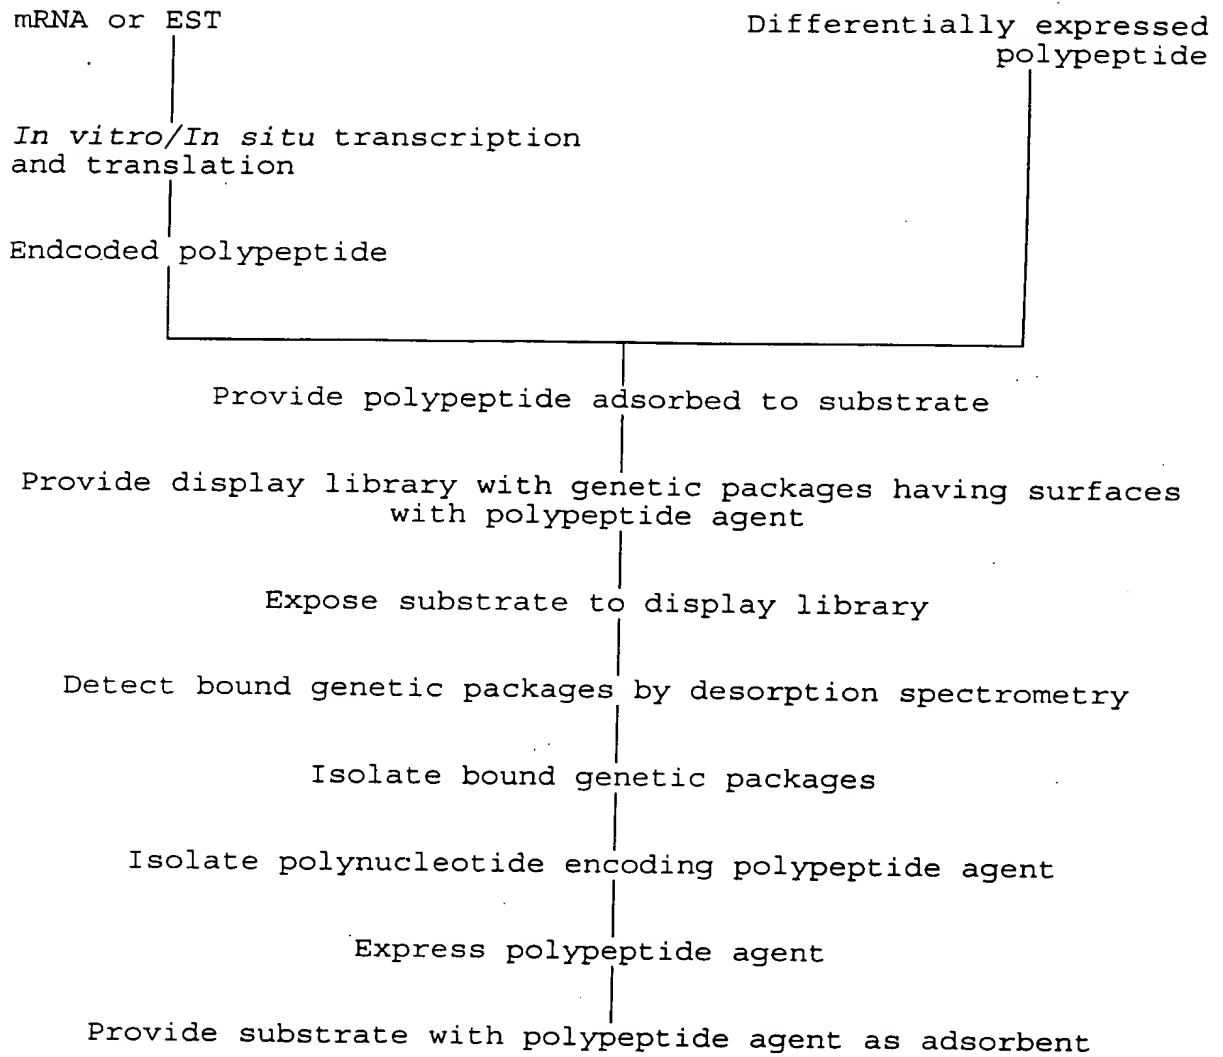 mRNA or EST
Differentially expressed
polypeptide
In vitro/In situ transcription
and translation
Endcoded polypeptide
Provide polypeptide adsorbed to substrate
Provide display library with genetic packages having surfaces
with polypeptide agent
Expose substrate to display library
Detect bound genetic packages by desorption spectrometry
Isolate bound genetic packages
Isolate polynucleotide encoding polypeptide agent
Express polypeptide agent
Provide substrate with polypeptide agent as adsorbent